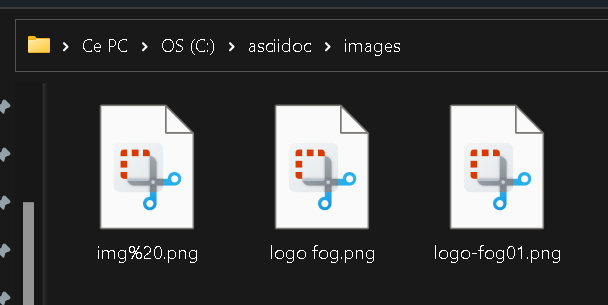 Ce PC > OS (C:) > asciidoc > images
img%20.png
logo fog.png
logo-fog01.png